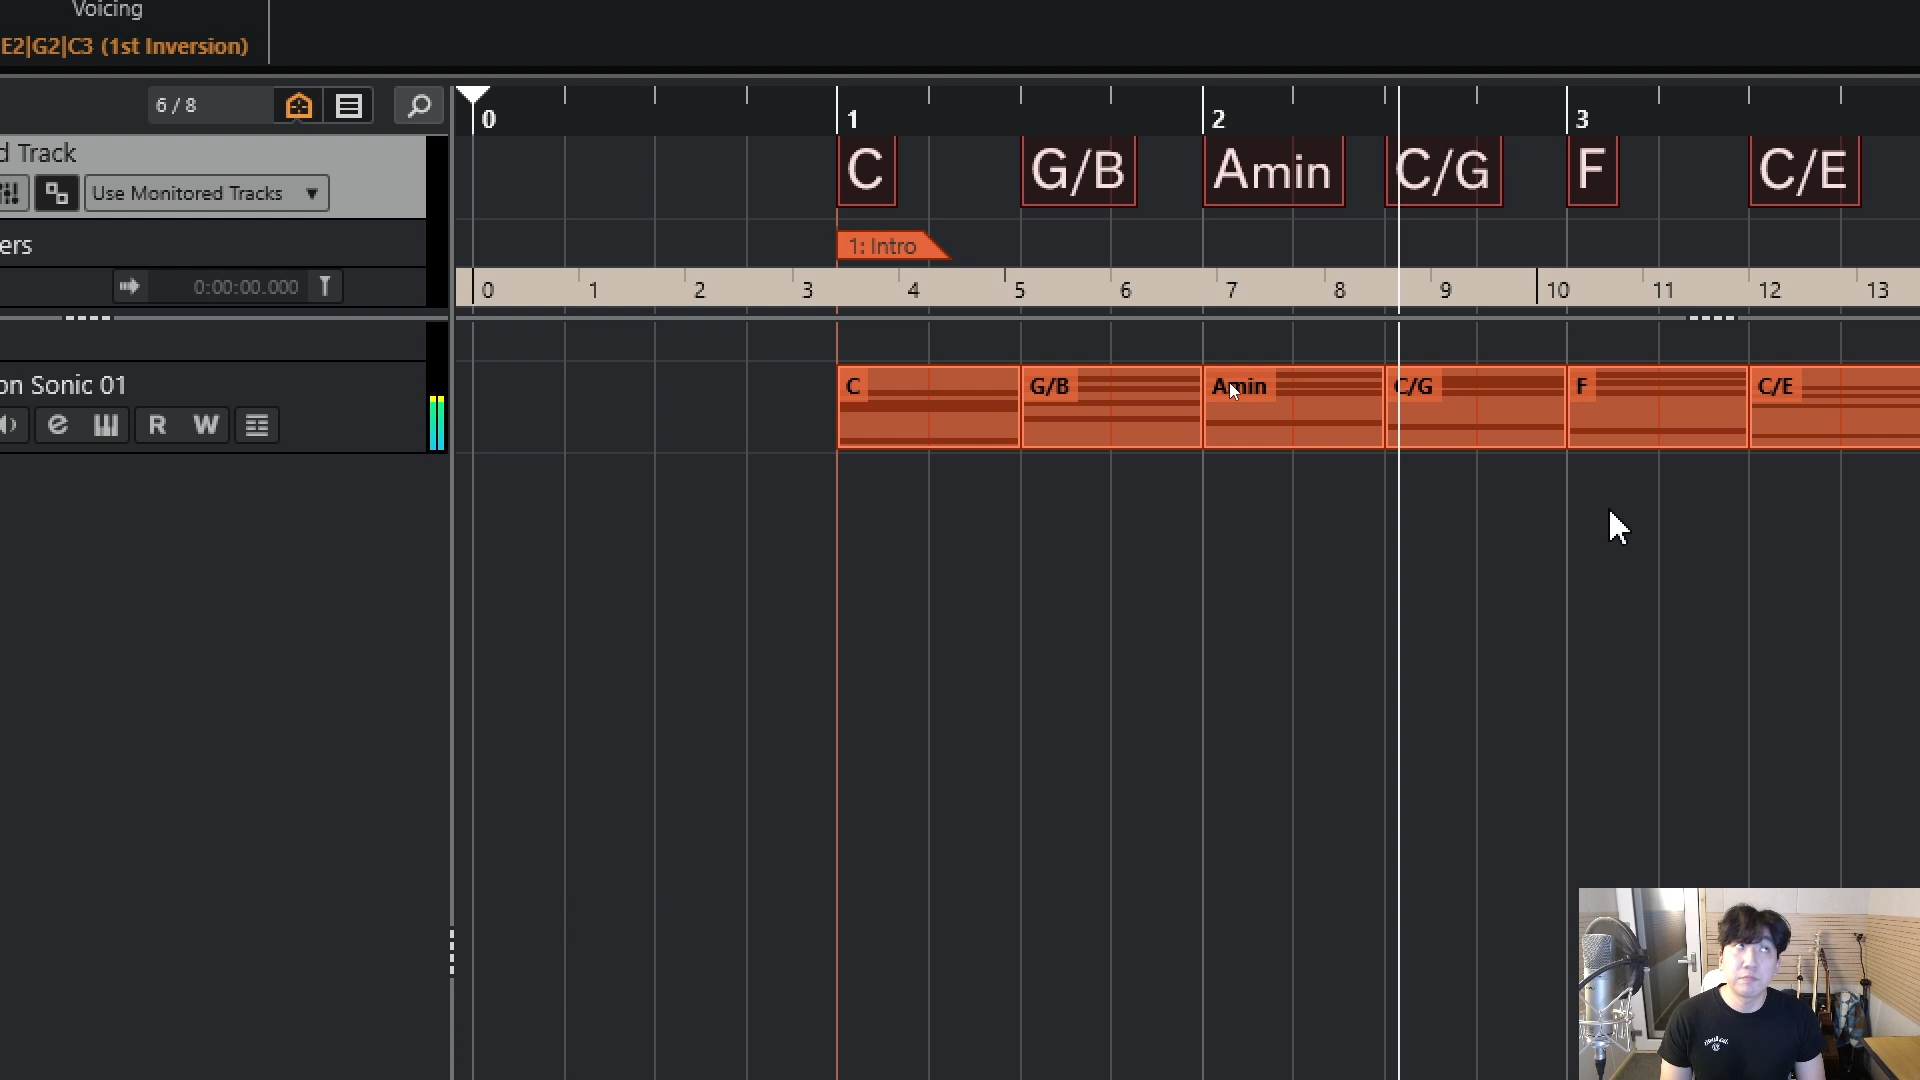 Voicing
E2|G2|C3 (1st Inversion)
6 / 8
0 1 2 3
d Track
C G/B Amin C/G F C/E
Use Monitored Tracks
ers
1: Intro
0:00:00.000
0 1 2 3 4 5 6 7 8 9 10 11 12 13
on Sonic 01
C G/B Amin C/G F C/E
e R W